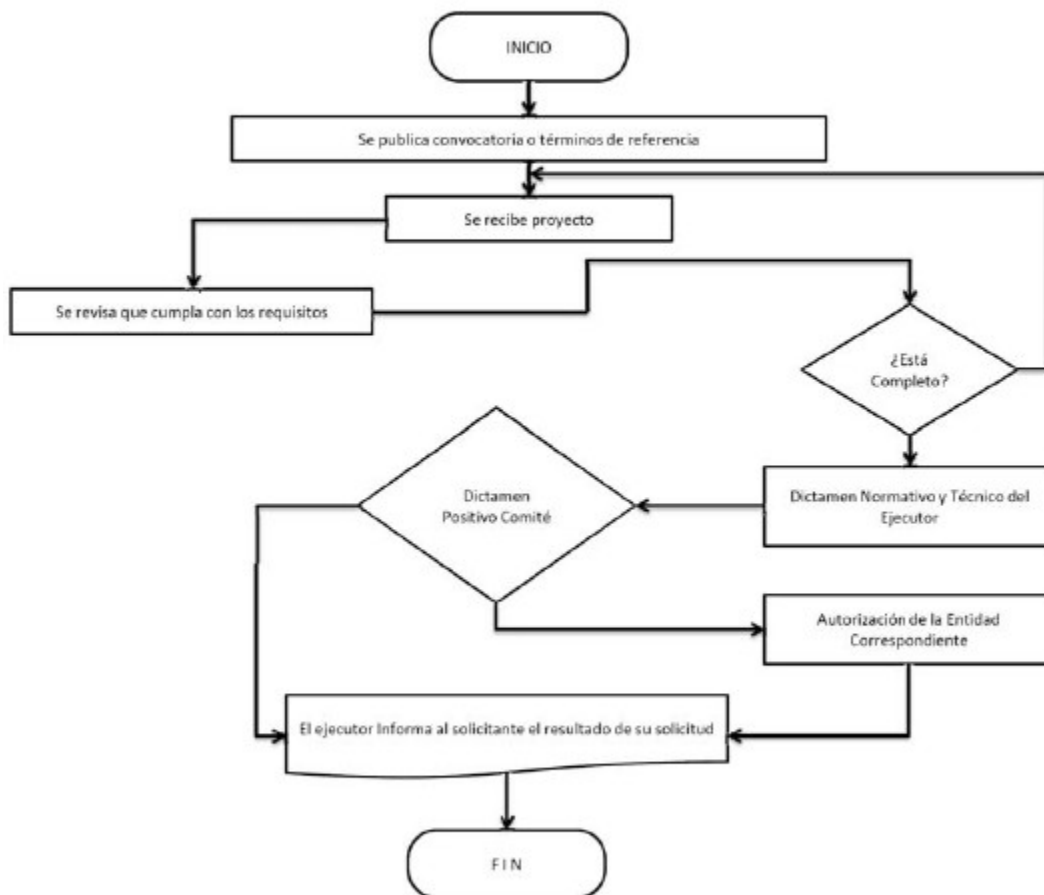 INICIO
Se publica convocatoria o términos de referencia
Se recibe proyecto
Se revisa que cumpla con los requisitos
¿Está
Completo?
Dictamen Normativo y Técnico del
Ejecutor
Dictamen
Positivo Comité
Autorización de la Entidad
Correspondiente
El ejecutor Informa al solicitante el resultado de su solicitud
F I N